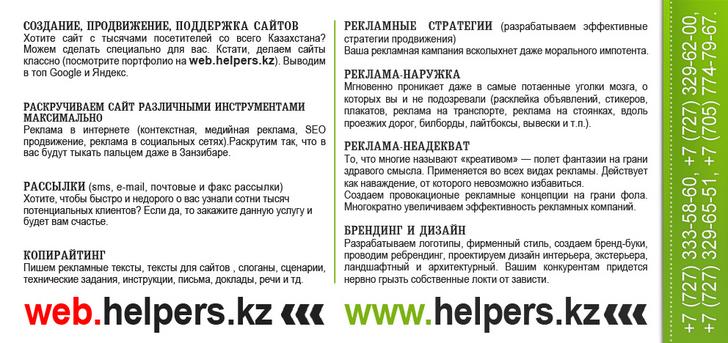 СОЗДАНИЕ, ПРОДВИЖЕНИЕ, ПОДДЕРЖКА САЙТОВ
Хотите сайт с тысячами посетителей со всего Казахстана?
Можем сделать специально для вас. Кстати, делаем сайты
классно (посмотрите портфолио на web.helpers.kz). Выводим
в топ Google и Яндекс.
РАСКРУЧИВАЕМ САЙТ РАЗЛИЧНЫМИ ИНСТРУМЕНТАМИ
МАКСИМАЛЬНО
Реклама в интернете (контекстная, медийная реклама, SEO
продвижение, реклама в социальных сетях).Раскрутим так, что в
вас будут тыкать пальцем даже в Занзибаре.
РАССЫЛКИ (sms, e-mail, почтовые и факс рассылки)
Хотите, чтобы быстро и недорого о вас узнали сотни тысяч
потенциальных клиентов? Если да, то закажите данную услугу и
будет вам счастье.
КОПИРАЙТИНГ
Пишем рекламные тексты, тексты для сайтов , слоганы, сценарии,
технические задания, инструкции, письма, доклады, речи и тд.
web.helpers.kz
РЕКЛАМНЫЕ СТРАТЕГИИ (разрабатываем эффективные
стратегии продвижения)
Ваша рекламная кампания всколыхнет даже морального импотента.
РЕКЛАМА-НАРУЖКА
Мгновенно проникает даже в самые потаенные уголки мозга, о
которых вы и не подозревали (расклейка объявлений, стикеров,
плакатов, реклама на транспорте, реклама на стоянках, вдоль
проезжих дорог, билборды, лайтбоксы, вывески и т.п.).
РЕКЛАМА-НЕАДЕКВАТ
То, что многие называют «креативом» — полет фантазии на грани
здравого смысла. Применяется во всех видах рекламы. Действует
как наваждение, от которого невозможно избавиться.
Создаем провокационные рекламные концепции на грани фола.
Многократно увеличиваем эффективность рекламных компаний.
БРЕНДИНГ И ДИЗАЙН
Разрабатываем логотипы, фирменный стиль, создаем бренд-буки,
проводим ребрендинг, проектируем дизайн интерьера, экстерьера,
ландшафтный и архитектурный. Вашим конкурентам придется
нервно грызть собственные локти от зависти.
www.helpers.kz
+7 (727) 333-58-60, +7 (727) 329-62-00,
+7 (727) 329-65-51, +7 (705) 774-79-67.